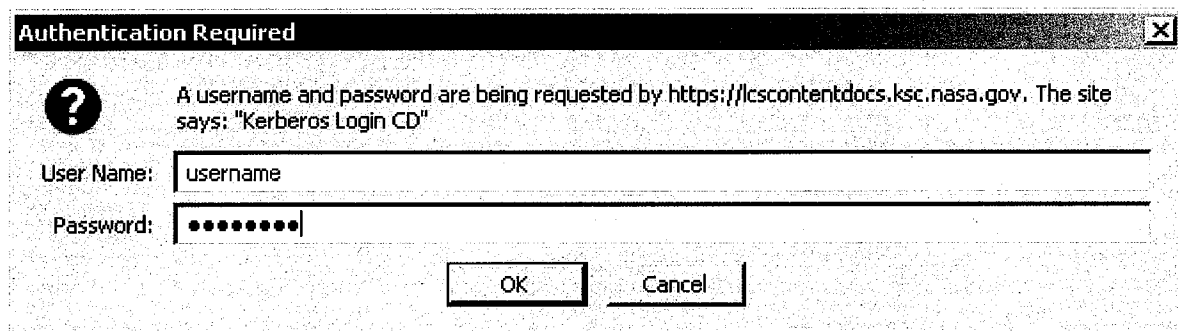 Authentication Required
A username and password are being requested by https://lcscontentdocs.ksc.nasa.gov. The site
says: "Kerberos Login CD"
User Name: username
Password: ●●●●●●●●
OK Cancel